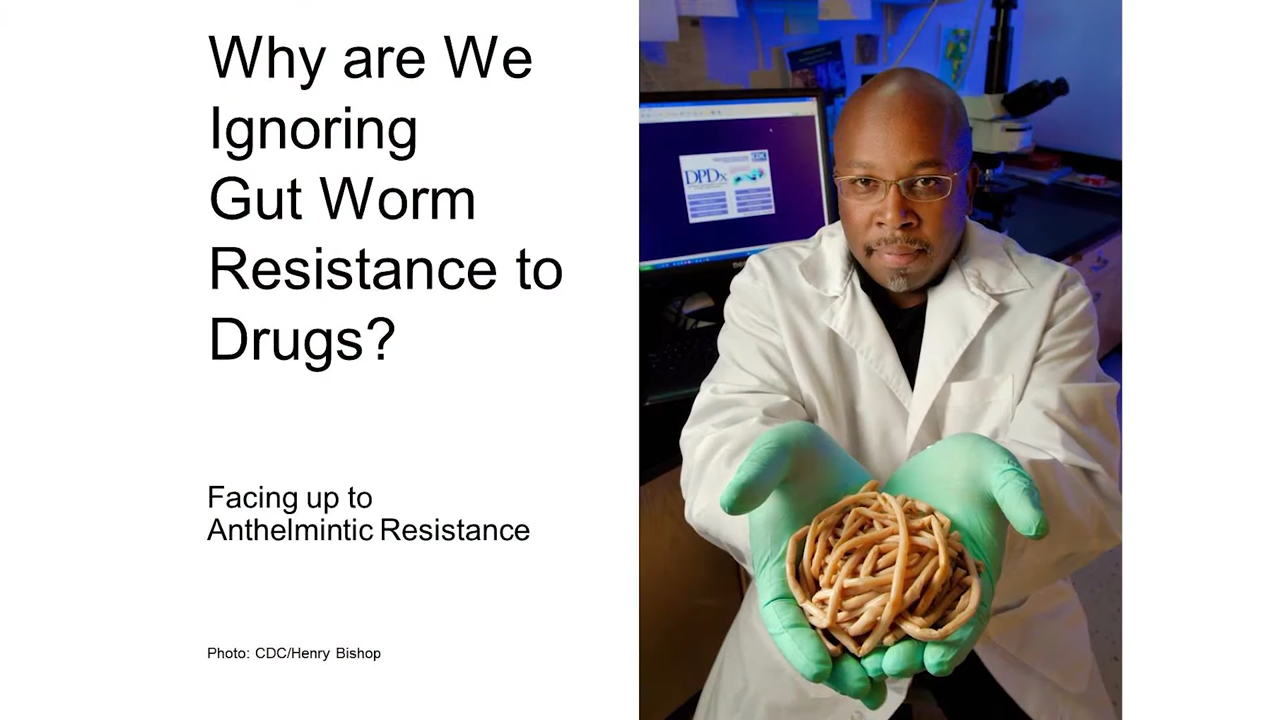 Why are We
Ignoring
Gut Worm
Resistance to
Drugs?
Facing up to
Anthelmintic Resistance
Photo: CDC/Henry Bishop
DPDx
CDC